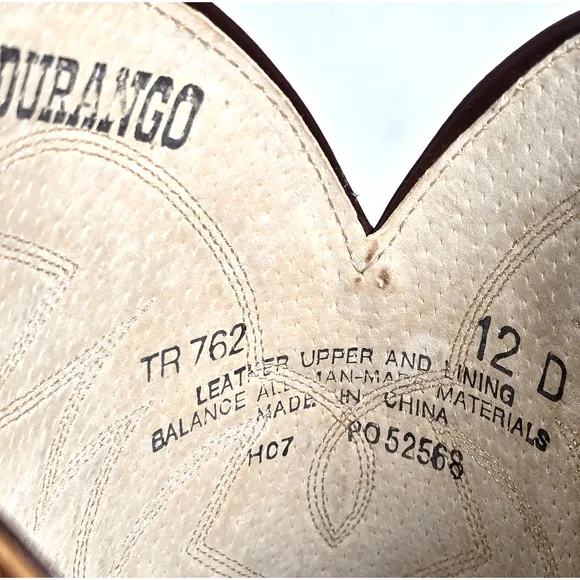 DURANGO
TR 762 12 D
LEATHER UPPER AND LINING
BALANCE ALL MAN-MADE MATERIALS
MADE IN CHINA
H07 PO52568